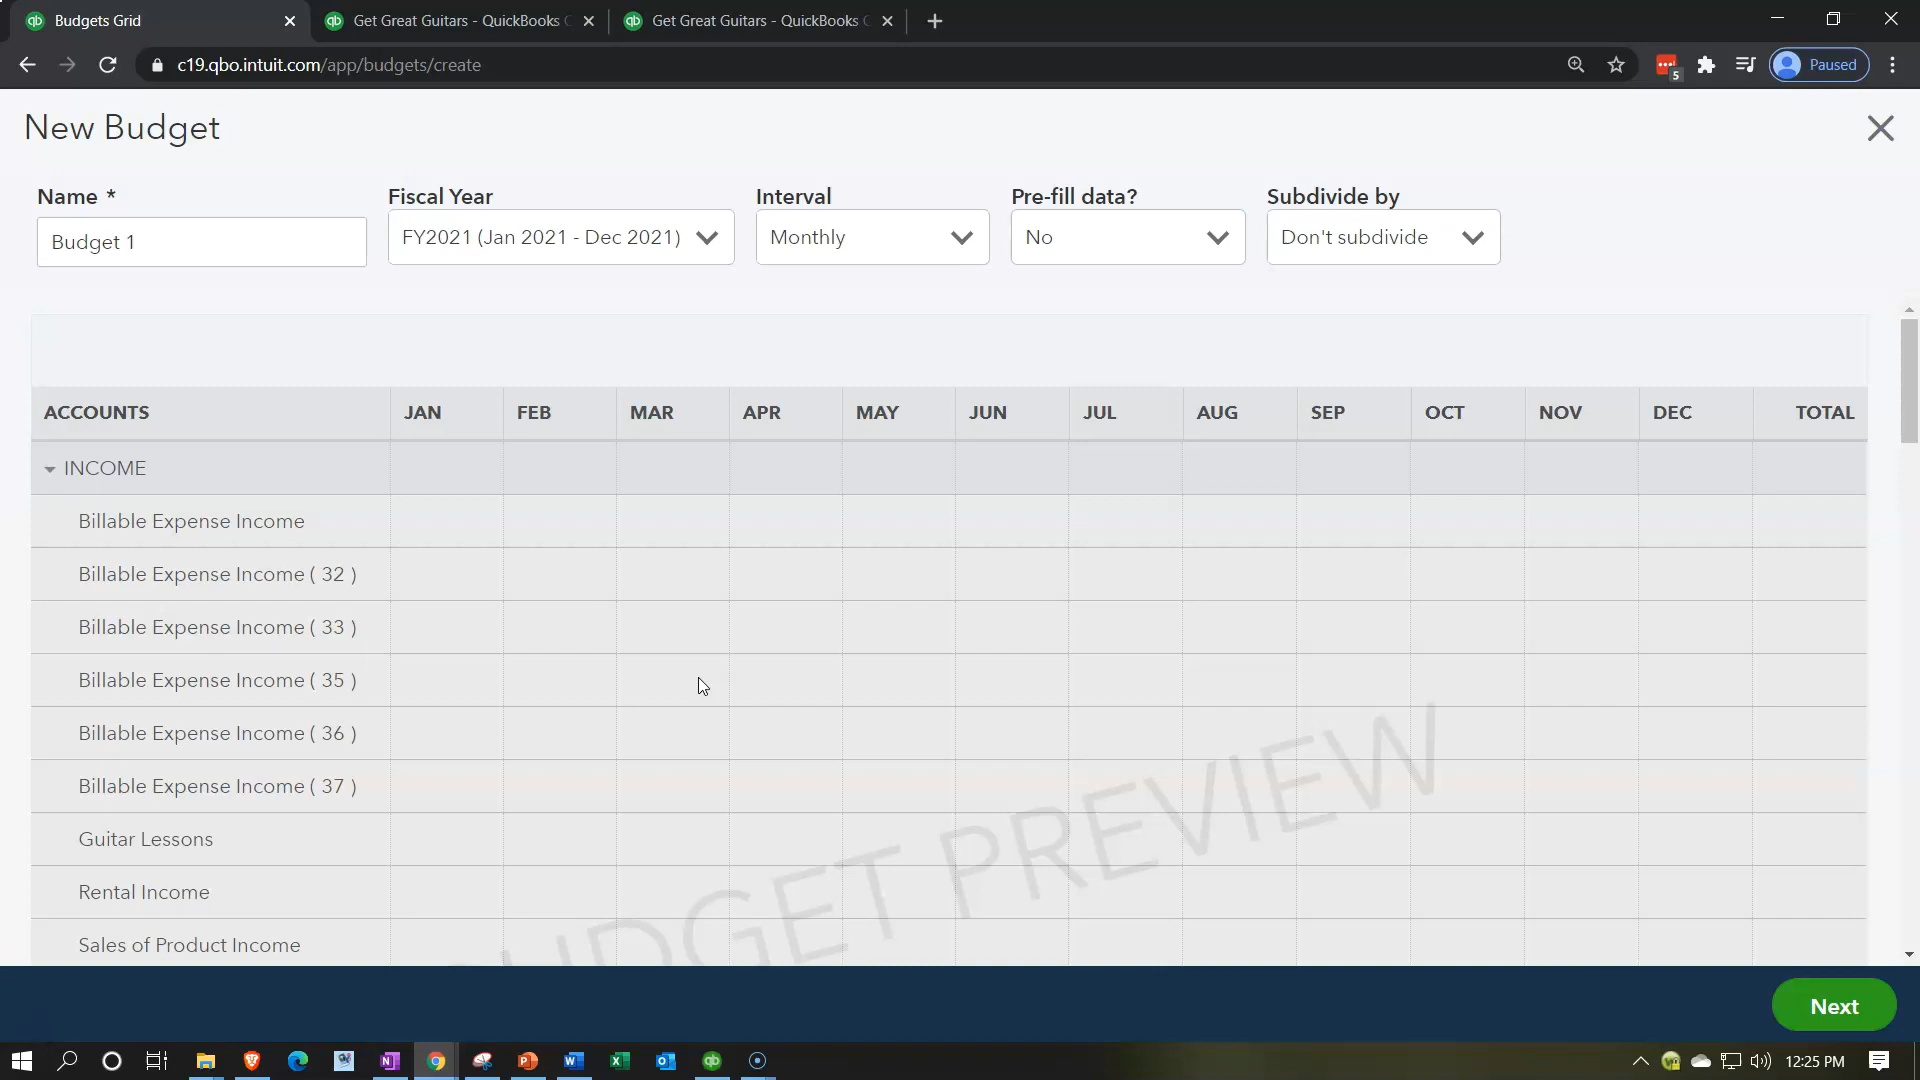 Budgets Grid
Get Great Guitars - QuickBooks
Get Great Guitars - QuickBooks
c19.qbo.intuit.com/app/budgets/create
5
Paused
New Budget
Name *
Fiscal Year
Interval
Pre-fill data?
Subdivide by
Budget 1
FY2021 (Jan 2021 - Dec 2021)
Monthly
No
Don't subdivide
ACCOUNTS JAN FEB MAR APR MAY JUN JUL AUG SEP OCT NOV DEC TOTAL
INCOME
Billable Expense Income
Billable Expense Income ( 32 )
Billable Expense Income ( 33 )
Billable Expense Income ( 35 )
Billable Expense Income ( 36 )
Billable Expense Income ( 37 )
Guitar Lessons
Rental Income
Sales of Product Income
BUDGET PREVIEW
Next
12:25 PM